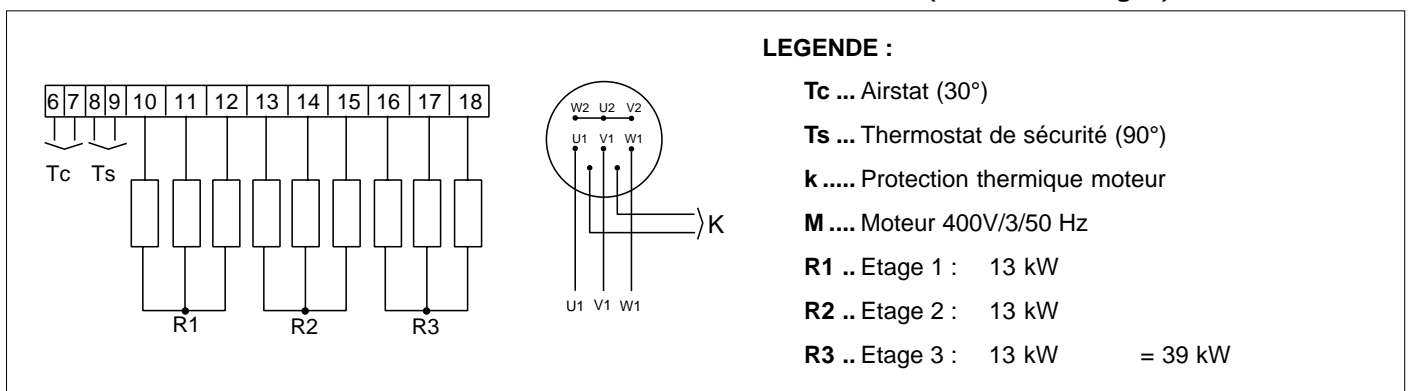 LEGENDE :
6 7 8 9 10 11 12 13 14 15 16 17 18
Tc Ts
R1 R2 R3
W2 U2 V2
U1 V1 W1
K
U1 V1 W1
Tc ... Airstat (30°)
Ts ... Thermostat de sécurité (90°)
k ..... Protection thermique moteur
M .... Moteur 400V/3/50 Hz
R1 .. Etage 1 : 13 kW
R2 .. Etage 2 : 13 kW
R3 .. Etage 3 : 13 kW = 39 kW